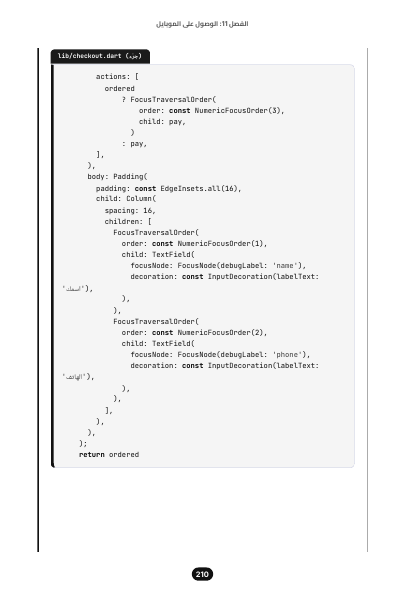 الفصل 11: الوصول على الموبايل
lib/checkout.dart (جزء)
actions: [
ordered
? FocusTraversalOrder(
order: const NumericFocusOrder(3),
child: pay,
)
: pay,
],
),
body: Padding(
padding: const EdgeInsets.all(16),
child: Column(
spacing: 16,
children: [
FocusTraversalOrder(
order: const NumericFocusOrder(1),
child: TextField(
focusNode: FocusNode(debugLabel: 'name'),
decoration: const InputDecoration(labelText:
'اسمك'),
),
),
FocusTraversalOrder(
order: const NumericFocusOrder(2),
child: TextField(
focusNode: FocusNode(debugLabel: 'phone'),
decoration: const InputDecoration(labelText:
'الهاتف'),
),
),
],
),
),
);
return ordered
210